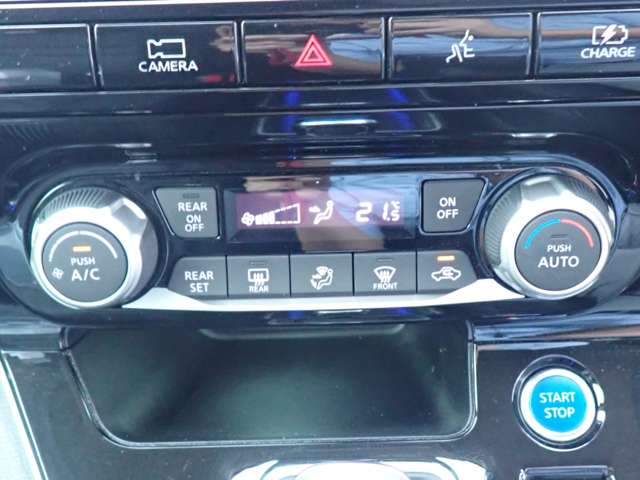 CAMERA
CHARGE
REAR
ON
OFF
21.5
°C
ON
OFF
PUSH
A/C
PUSH
AUTO
REAR
SET
REAR
FRONT
START
STOP